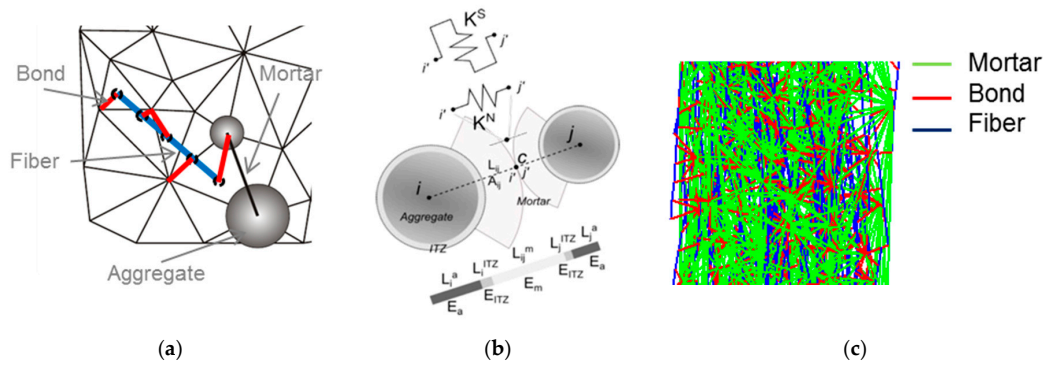 Bond
Mortar
Fiber
Aggregate
(a)
K^S
i'
j'
j'
i'
K^N
j
L_ij
A_ij
C
i'
j'
i
Aggregate
Mortar
ITZ
L_i^a
L_i^ITZ
L_ij^m
L_j^ITZ
L_j^a
E_a
E_ITZ
E_m
E_ITZ
E_a
(b)
Mortar
Bond
Fiber
(c)